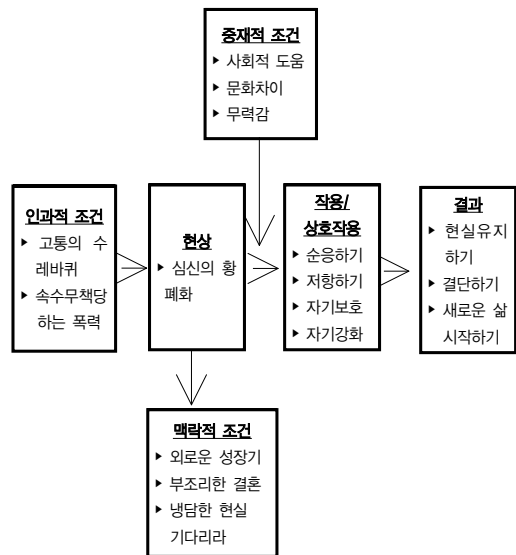 중재적 조건
▸ 사회적 도움
▸ 문화차이
▸ 무력감
인과적 조건
▸ 고통의 수
레바퀴
▸ 속수무책당
하는 폭력
현상
▸ 심신의 황
폐화
작용/
상호작용
▸ 순응하기
▸ 저항하기
▸ 자기보호
▸ 자기강화
결과
▸ 현실유지
하기
▸ 결단하기
▸ 새로운 삶
시작하기
맥락적 조건
▸ 외로운 성장기
▸ 부조리한 결혼
▸ 냉담한 현실
기다리라